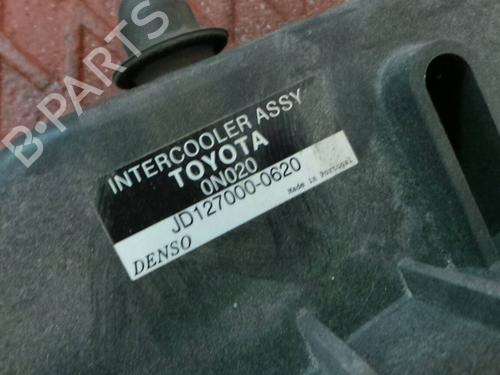 B-PARTS
INTERCOOLER ASSY
TOYOTA
0N020
JD127000-0620
DENSO
Made in Portugal